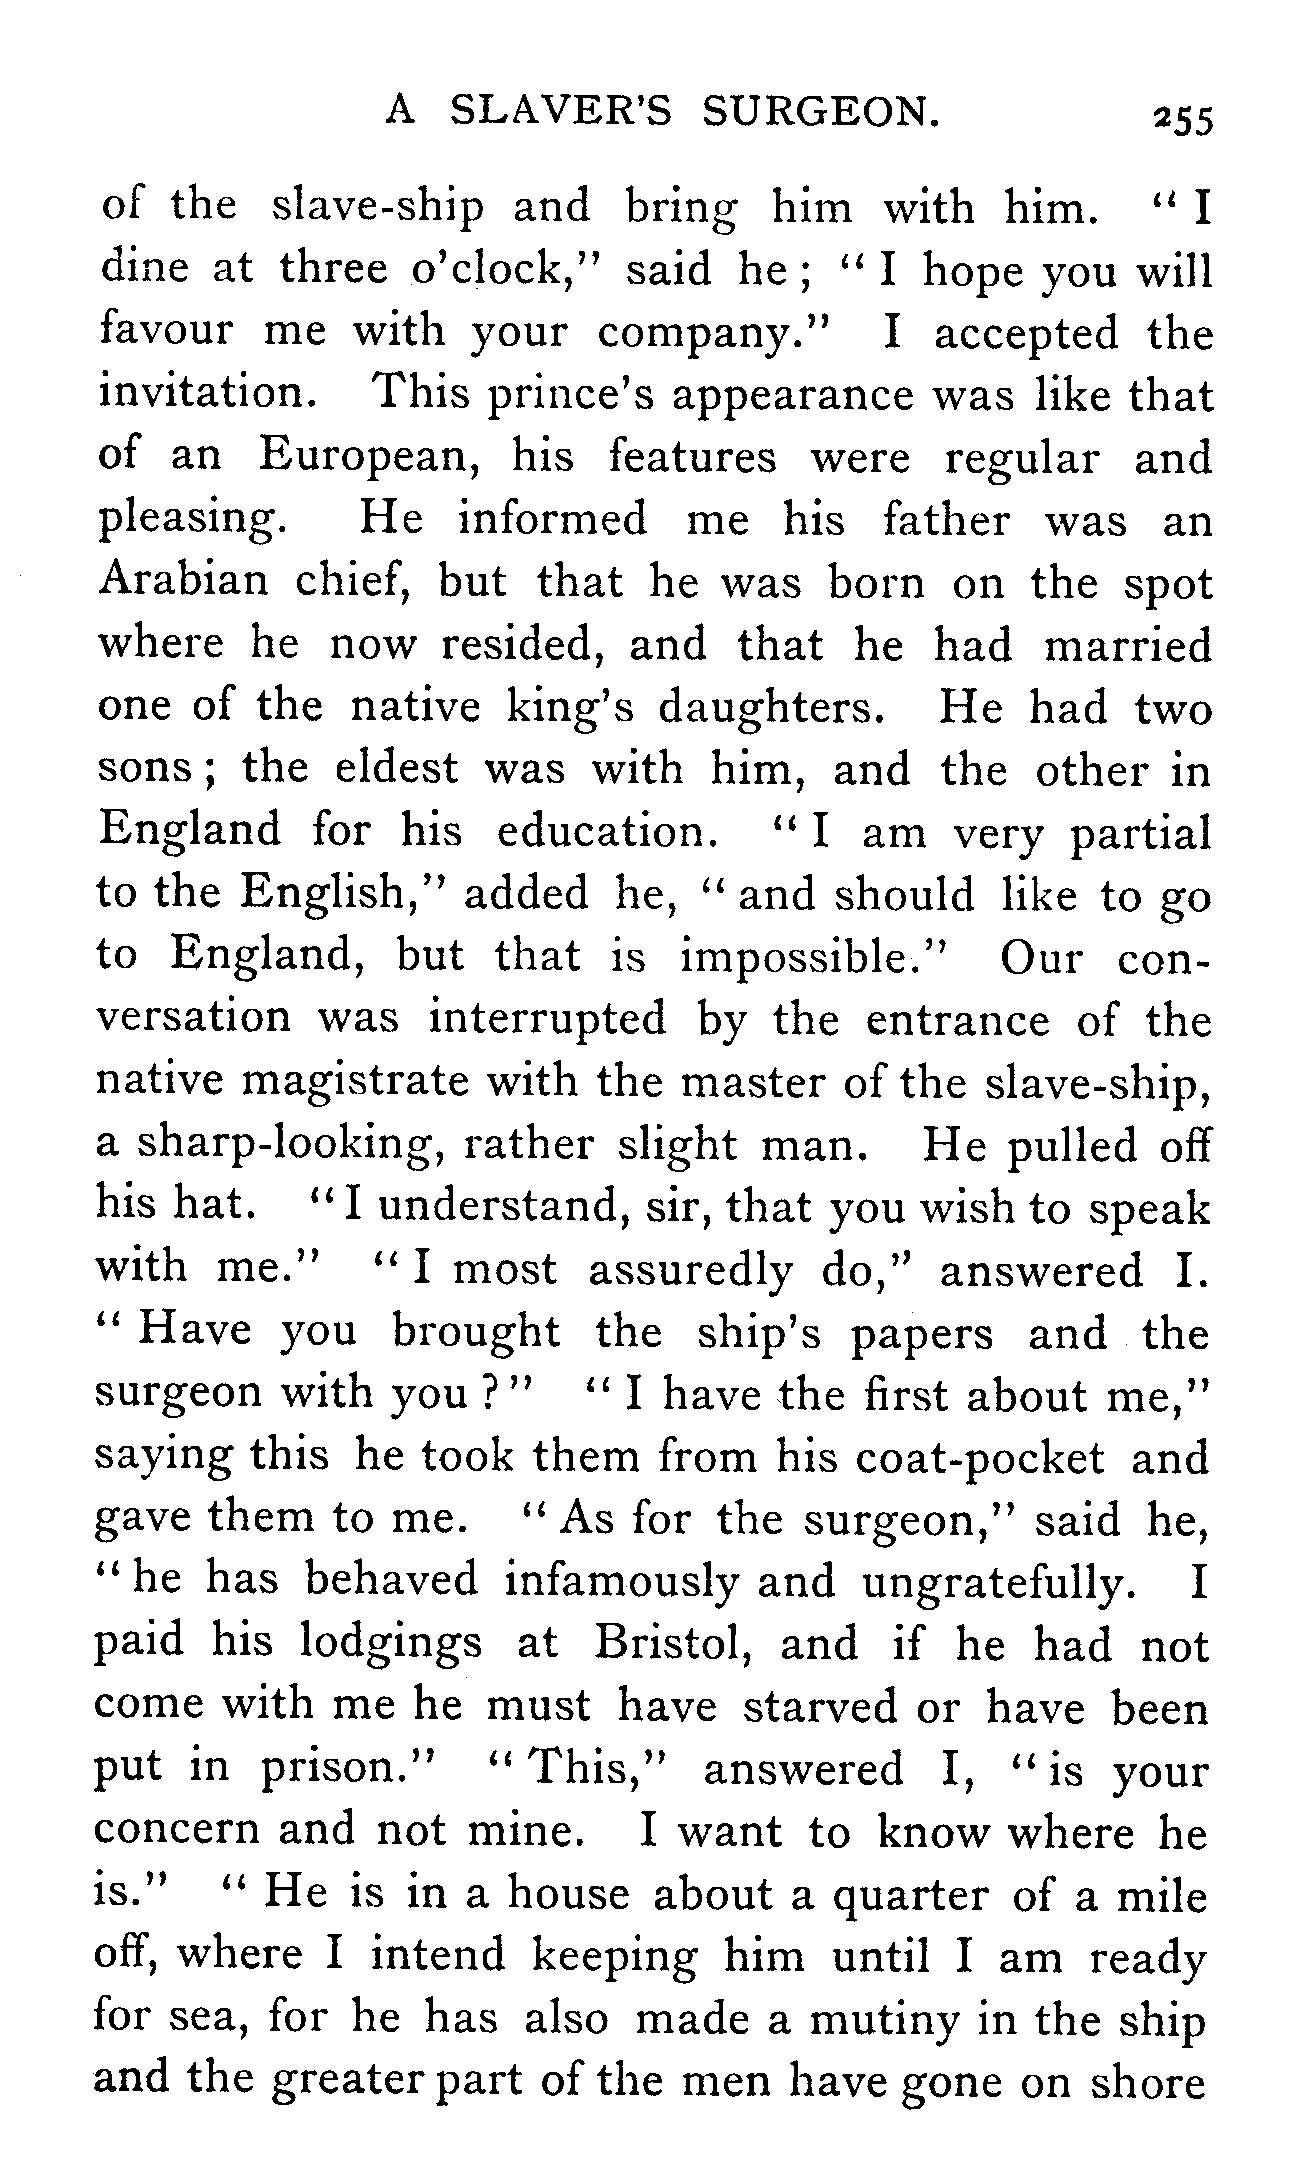 A SLAVER'S SURGEON. 255
of the slave-ship and bring him with him. " I
dine at three o'clock," said he ; " I hope you will
favour me with your company." I accepted the
invitation. This prince's appearance was like that
of an European, his features were regular and
pleasing. He informed me his father was an
Arabian chief, but that he was born on the spot
where he now resided, and that he had married
one of the native king's daughters. He had two
sons ; the eldest was with him, and the other in
England for his education. " I am very partial
to the English," added he, " and should like to go
to England, but that is impossible." Our con-
versation was interrupted by the entrance of the
native magistrate with the master of the slave-ship,
a sharp-looking, rather slight man. He pulled off
his hat. " I understand, sir, that you wish to speak
with me." " I most assuredly do," answered I.
" Have you brought the ship's papers and the
surgeon with you ? " " I have the first about me,"
saying this he took them from his coat-pocket and
gave them to me. " As for the surgeon," said he,
" he has behaved infamously and ungratefully. I
paid his lodgings at Bristol, and if he had not
come with me he must have starved or have been
put in prison." " This," answered I, " is your
concern and not mine. I want to know where he
is." " He is in a house about a quarter of a mile
off, where I intend keeping him until I am ready
for sea, for he has also made a mutiny in the ship
and the greater part of the men have gone on shore